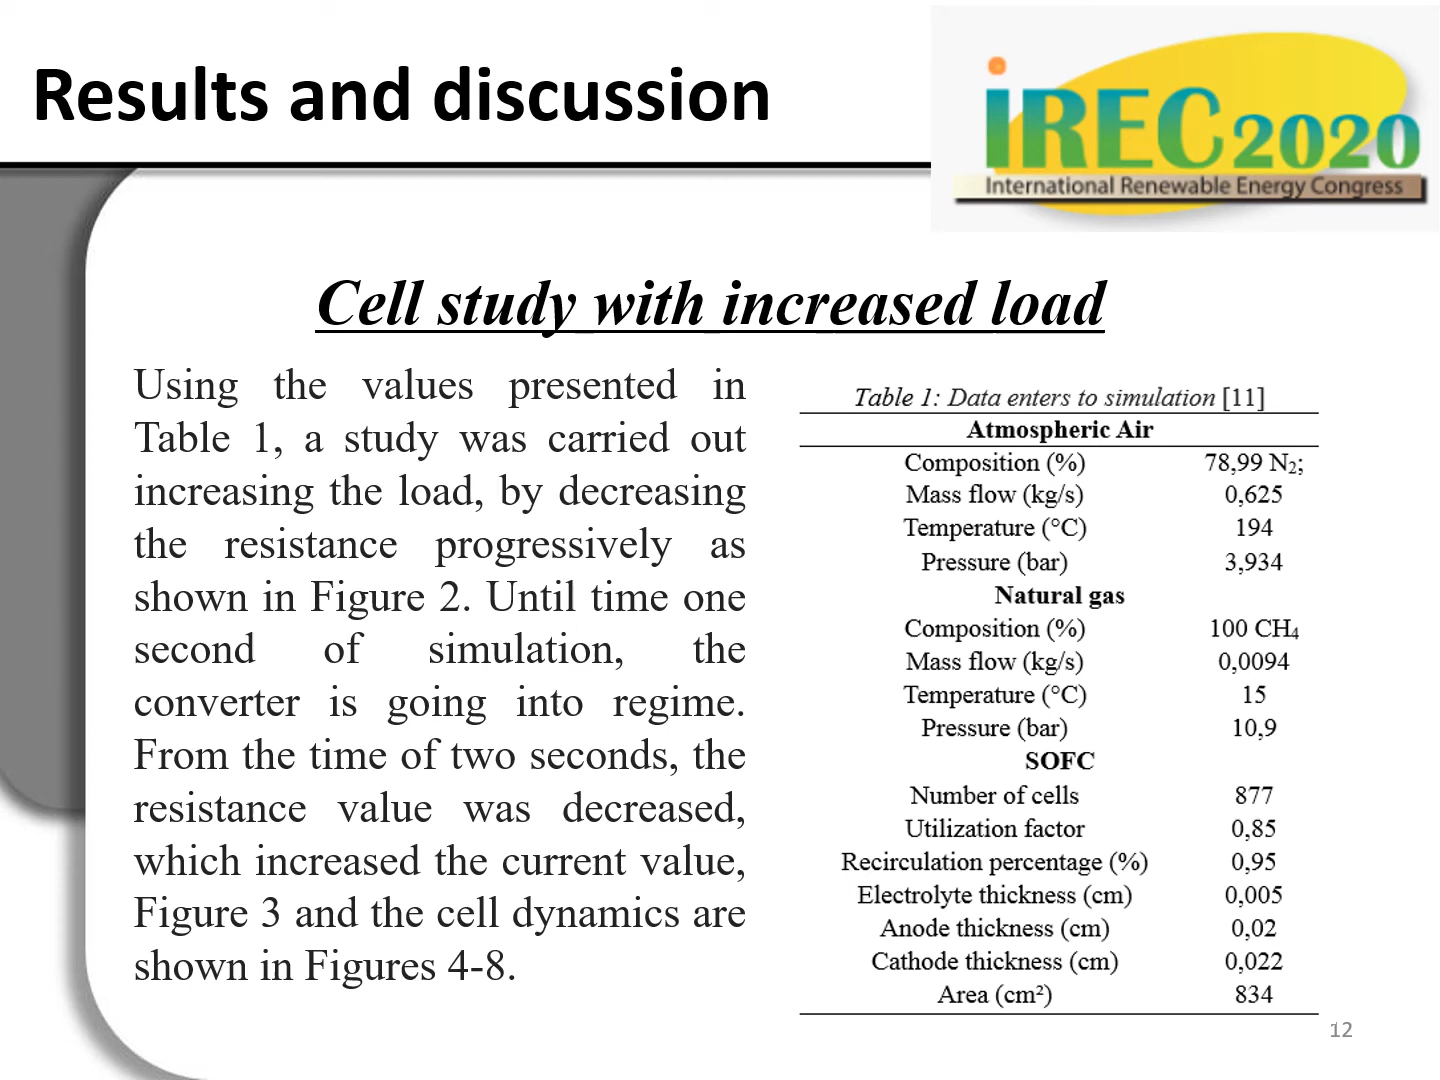 Results and discussion
iREC2020
International Renewable Energy Congress
Cell study with increased load
Using the values presented in
Table 1, a study was carried out
increasing the load, by decreasing
the resistance progressively as
shown in Figure 2. Until time one
second of simulation, the
converter is going into regime.
From the time of two seconds, the
resistance value was decreased,
which increased the current value,
Figure 3 and the cell dynamics are
shown in Figures 4-8.
Table 1: Data enters to simulation [11]
Atmospheric Air
Composition (%) 78,99 N₂;
Mass flow (kg/s) 0,625
Temperature (°C) 194
Pressure (bar) 3,934
Natural gas
Composition (%) 100 CH₄
Mass flow (kg/s) 0,0094
Temperature (°C) 15
Pressure (bar) 10,9
SOFC
Number of cells 877
Utilization factor 0,85
Recirculation percentage (%) 0,95
Electrolyte thickness (cm) 0,005
Anode thickness (cm) 0,02
Cathode thickness (cm) 0,022
Area (cm²) 834
12